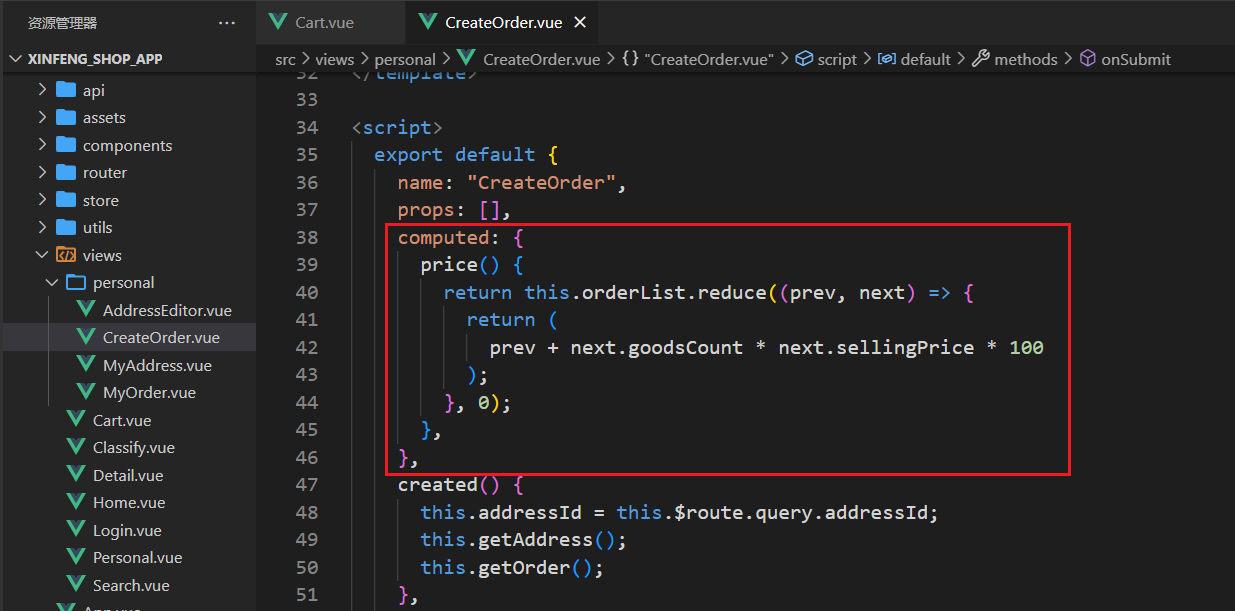 资源管理器 ···
XINFENG_SHOP_APP
api
assets
components
router
store
utils
views
personal
AddressEditor.vue
CreateOrder.vue
MyAddress.vue
MyOrder.vue
Cart.vue
Classify.vue
Detail.vue
Home.vue
Login.vue
Personal.vue
Search.vue
App.vue
Cart.vue CreateOrder.vue ×
src > views > personal > CreateOrder.vue > {} "CreateOrder.vue" > script > default > methods > onSubmit
32 </template>
33
34 <script>
35 export default {
36 name: "CreateOrder",
37 props: [],
38 computed: {
39 price() {
40 return this.orderList.reduce((prev, next) => {
41 return (
42 prev + next.goodsCount * next.sellingPrice * 100
43 );
44 }, 0);
45 },
46 },
47 created() {
48 this.addressId = this.$route.query.addressId;
49 this.getAddress();
50 this.getOrder();
51 },